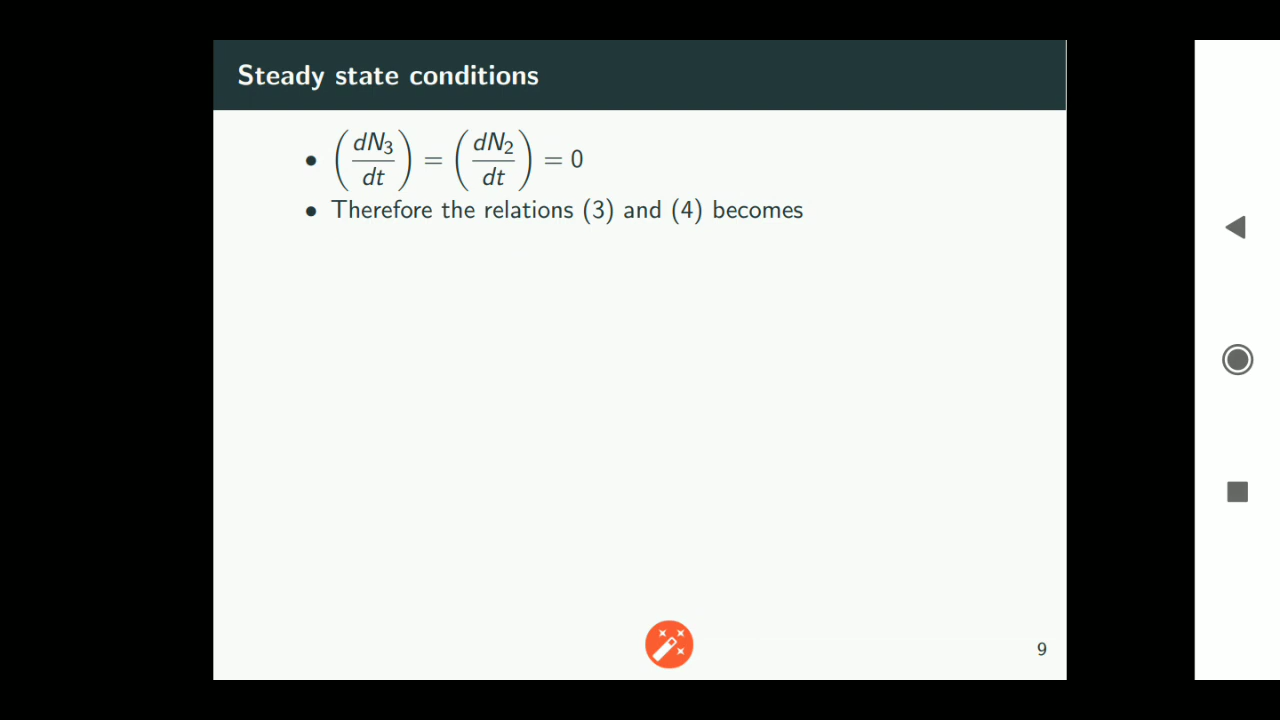 Steady state conditions
• (dN₃/dt) = (dN₂/dt) = 0
• Therefore the relations (3) and (4) becomes
9